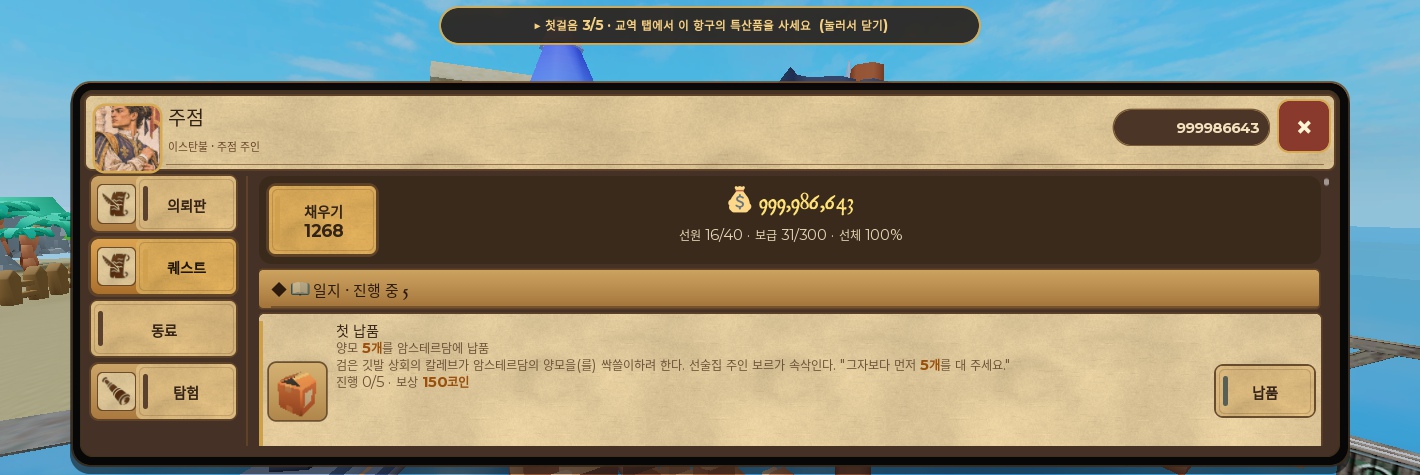 ▸ 첫걸음 3/5 · 교역 탭에서 이 항구의 특산품을 사세요 (눌러서 닫기)
주점
이스탄불 · 주점 주인
999986643
×
의뢰판
퀘스트
동료
탐험
채우기
1268
999,986,643
선원 16/40 · 보급 31/300 · 선체 100%
◆ 일지 · 진행 중 5
첫 납품
양모 5개를 암스테르담에 납품
검은 깃발 상회의 칼레브가 암스테르담의 양모을(를) 싹쓸이하려 한다. 선술집 주인 보르가 속삭인다. "그자보다 먼저 5개를 대 주세요."
진행 0/5 · 보상 150코인
납품